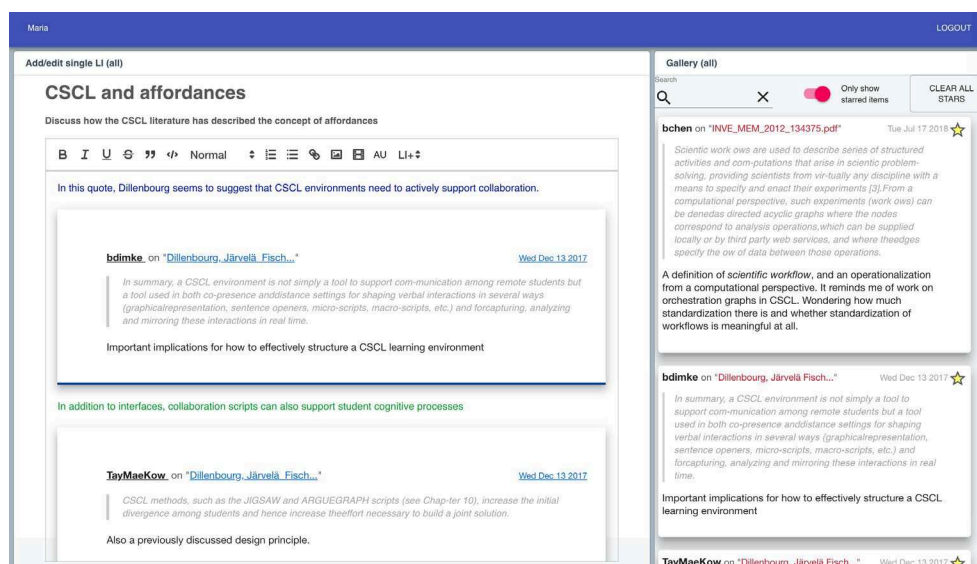 Maria
LOGOUT
Add/edit single LI (all)
CSCL and affordances
Discuss how the CSCL literature has described the concept of affordances
B I U S " </> Normal AU LI+
In this quote, Dillenbourg seems to suggest that CSCL environments need to actively support collaboration.
bdimke on "Dillenbourg, Järvelä Fisch..."
Wed Dec 13 2017
In summary, a CSCL environment is not simply a tool to support com-munication among remote students but
a tool used in both co-presence anddistance settings for shaping verbal interactions in several ways
(graphicalrepresentation, sentence openers, micro-scripts, macro-scripts, etc.) and forcapturing, analyzing
and mirroring these interactions in real time.
Important implications for how to effectively structure a CSCL learning environment
In addition to interfaces, collaboration scripts can also support student cognitive processes
TayMaeKow on "Dillenbourg, Järvelä Fisch..."
Wed Dec 13 2017
CSCL methods, such as the JIGSAW and ARGUEGRAPH scripts (see Chap-ter 10), increase the initial
divergence among students and hence increase theeffort necessary to build a joint solution.
Also a previously discussed design principle.
Gallery (all)
Search
Only show
starred items
CLEAR ALL
STARS
bchen on "INVE_MEM_2012_134375.pdf"
Tue Jul 17 2018
Scientic work ows are used to describe series of structured
activities and com-putations that arise in scientic problem-
solving, providing scientists from vir-tually any discipline with a
means to specify and enact their experiments [3].From a
computational perspective, such experiments (work ows) can
be denedas directed acyclic graphs where the nodes
correspond to analysis operations,which can be supplied
locally or by third party web services, and where theedges
specify the ow of data between those operations.
A definition of scientific workflow, and an operationalization
from a computational perspective. It reminds me of work on
orchestration graphs in CSCL. Wondering how much
standardization there is and whether standardization of
workflows is meaningful at all.
bdimke on "Dillenbourg, Järvelä Fisch..."
Wed Dec 13 2017
In summary, a CSCL environment is not simply a tool to
support com-munication among remote students but a tool
used in both co-presence anddistance settings for shaping
verbal interactions in several ways (graphicalrepresentation,
sentence openers, micro-scripts, macro-scripts, etc.) and
forcapturing, analyzing and mirroring these interactions in real
time.
Important implications for how to effectively structure a CSCL
learning environment
TayMaeKow on "Dillenbourg, Järvelä Fisch..."
Wed Dec 13 2017